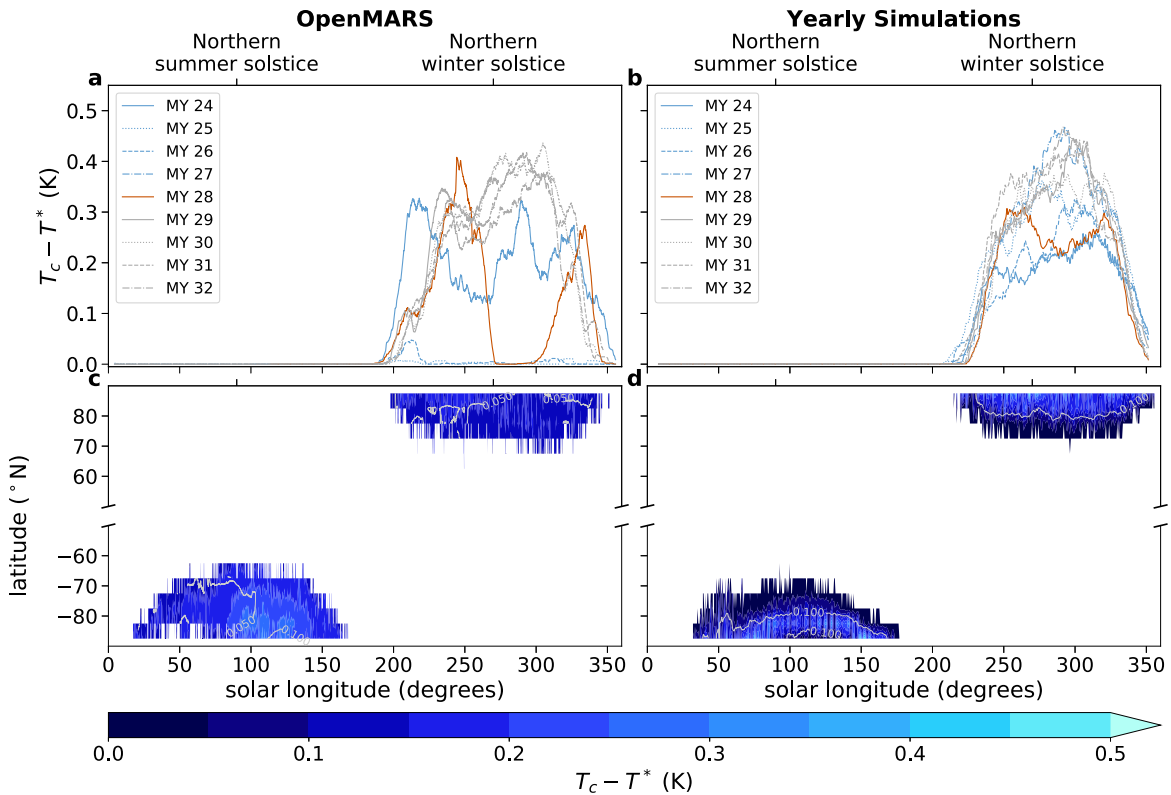 OpenMARS
Yearly Simulations
Northern
summer solstice
Northern
winter solstice
Northern
summer solstice
Northern
winter solstice
a
b
0.5
0.4
0.3
0.2
0.1
0.0
T_c − T* (K)
MY 24
MY 25
MY 26
MY 27
MY 28
MY 29
MY 30
MY 31
MY 32
MY 24
MY 25
MY 26
MY 27
MY 28
MY 29
MY 30
MY 31
MY 32
c
d
80
70
60
−60
−70
−80
latitude (°N)
0.050
0.050
0.100
0.050
0.100
0.100
0.100
0 50 100 150 200 250 300 350
0 50 100 150 200 250 300 350
solar longitude (degrees)
solar longitude (degrees)
0.0 0.1 0.2 0.3 0.4 0.5
T_c − T* (K)